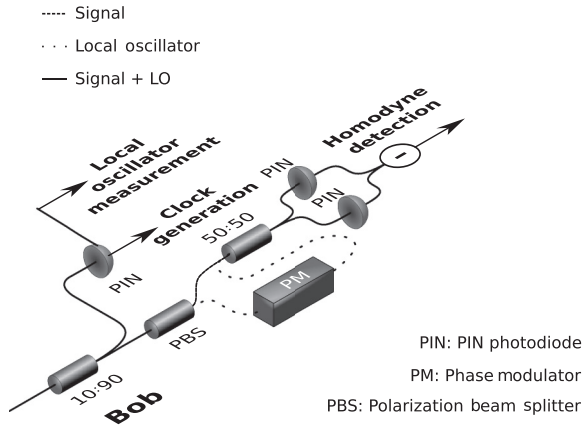 Signal
Local oscillator
Signal + LO
Homodyne
detection
Local
oscillator
measurement
PIN
Clock
generation
PIN
50:50
PIN
PM
PBS
10:90
Bob
PIN: PIN photodiode
PM: Phase modulator
PBS: Polarization beam splitter